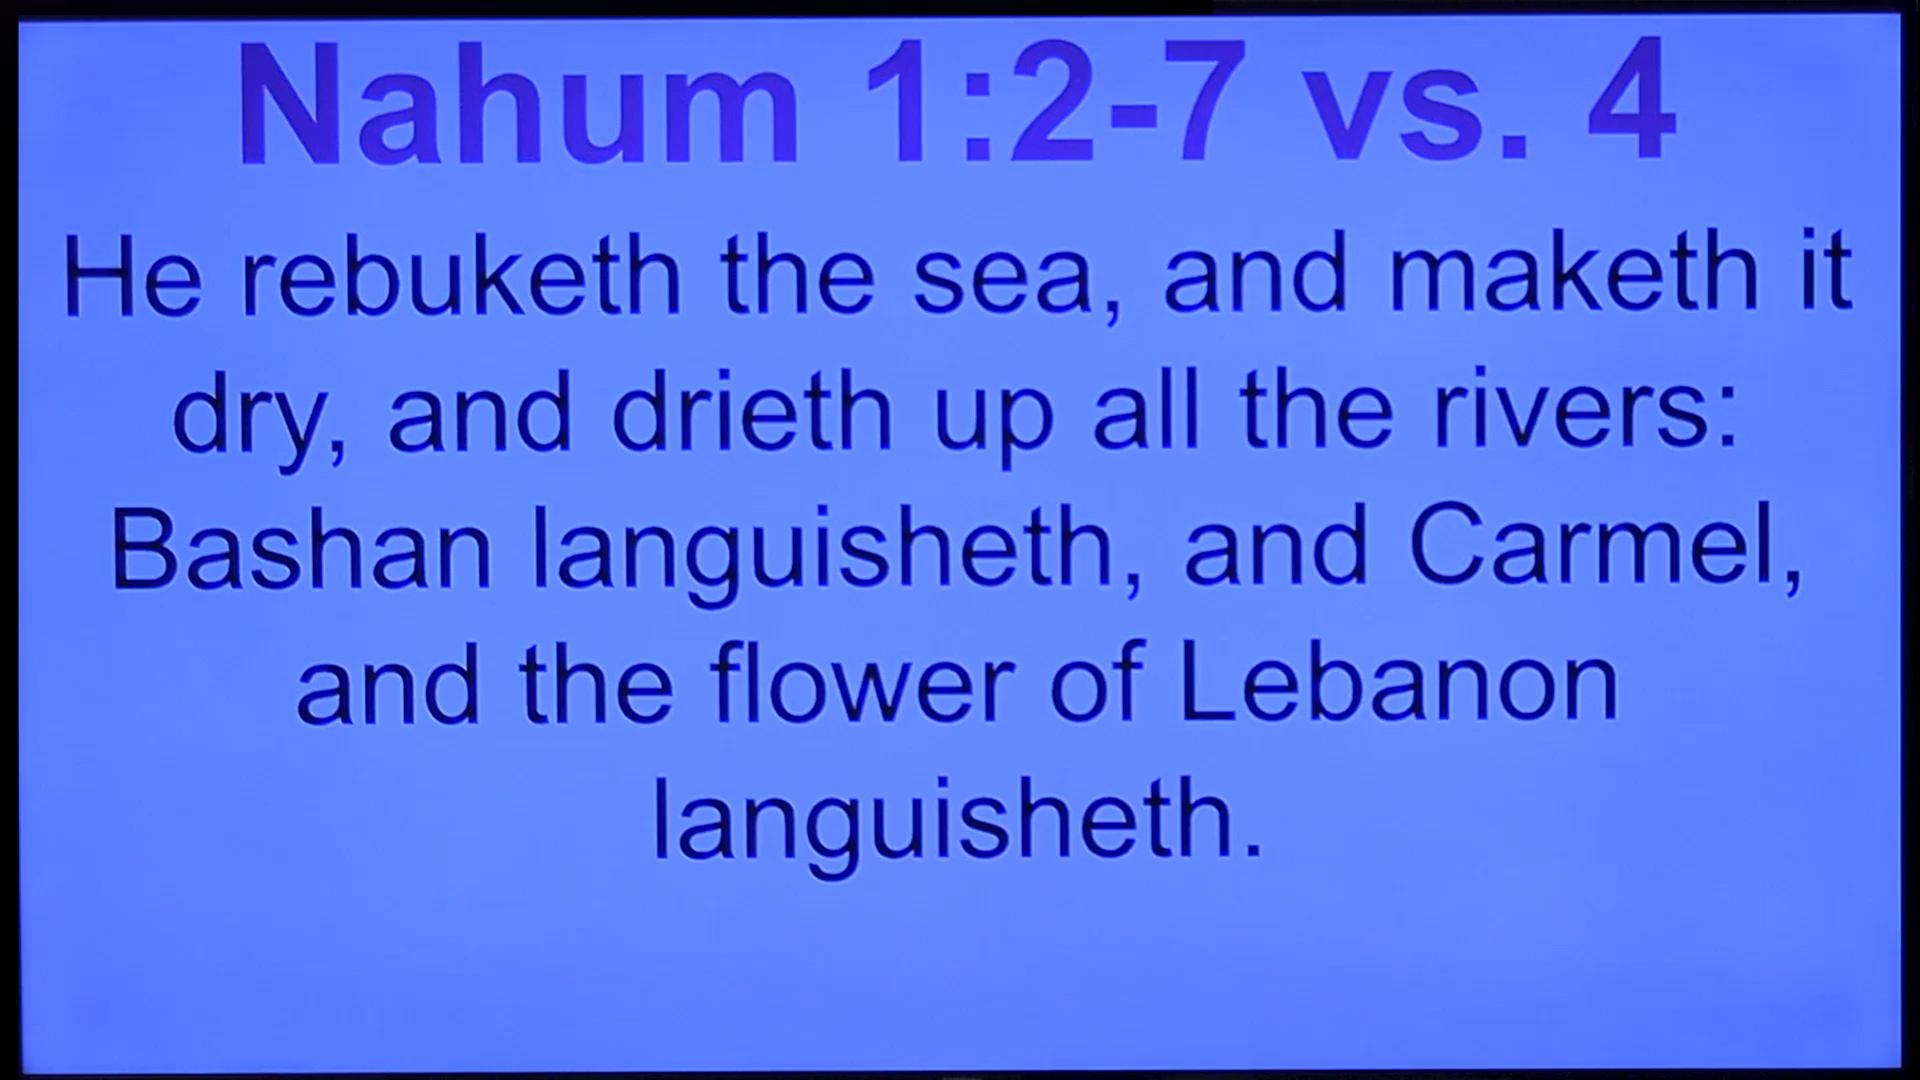 Nahum 1:2-7 vs. 4
He rebuketh the sea, and maketh it
dry, and drieth up all the rivers:
Bashan languisheth, and Carmel,
and the flower of Lebanon
languisheth.